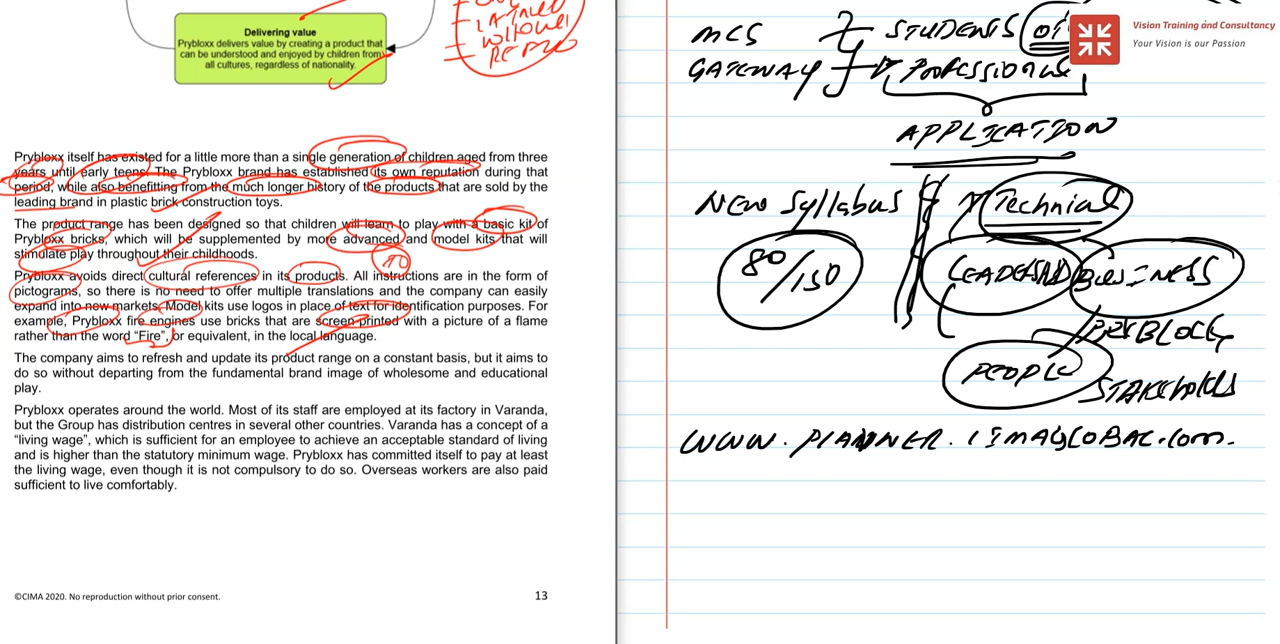 Delivering value
Prybloxx delivers value by creating a product that
can be understood and enjoyed by children from
all cultures, regardless of nationality.
Prybloxx itself has existed for a little more than a single generation of children aged from three
years until early teens. The Prybloxx brand has established its own reputation during that
period, while also benefitting from the much longer history of the products that are sold by the
leading brand in plastic brick construction toys.
The product range has been designed so that children will learn to play with a basic kit of
Prybloxx bricks, which will be supplemented by more advanced and model kits that will
stimulate play throughout their childhoods.
Prybloxx avoids direct cultural references in its products. All instructions are in the form of
pictograms, so there is no need to offer multiple translations and the company can easily
expand into new markets. Model kits use logos in place of text for identification purposes. For
example, Prybloxx fire engines use bricks that are screen-printed with a picture of a flame
rather than the word “Fire”, or equivalent, in the local language.
The company aims to refresh and update its product range on a constant basis, but it aims to
do so without departing from the fundamental brand image of wholesome and educational
play.
Prybloxx operates around the world. Most of its staff are employed at its factory in Varanda,
but the Group has distribution centres in several other countries. Varanda has a concept of a
“living wage”, which is sufficient for an employee to achieve an acceptable standard of living
and is higher than the statutory minimum wage. Prybloxx has committed itself to pay at least
the living wage, even though it is not compulsory to do so. Overseas workers are also paid
sufficient to live comfortably.
©CIMA 2020. No reproduction without prior consent.
13
Vision Training and Consultancy
Your Vision is our Passion
MCS
STUDENTS
GATEWAY
PROFESSIONALS
APPLICATION
NEW Syllabus
Technial
80/150
BUSINESS
PEOPLE